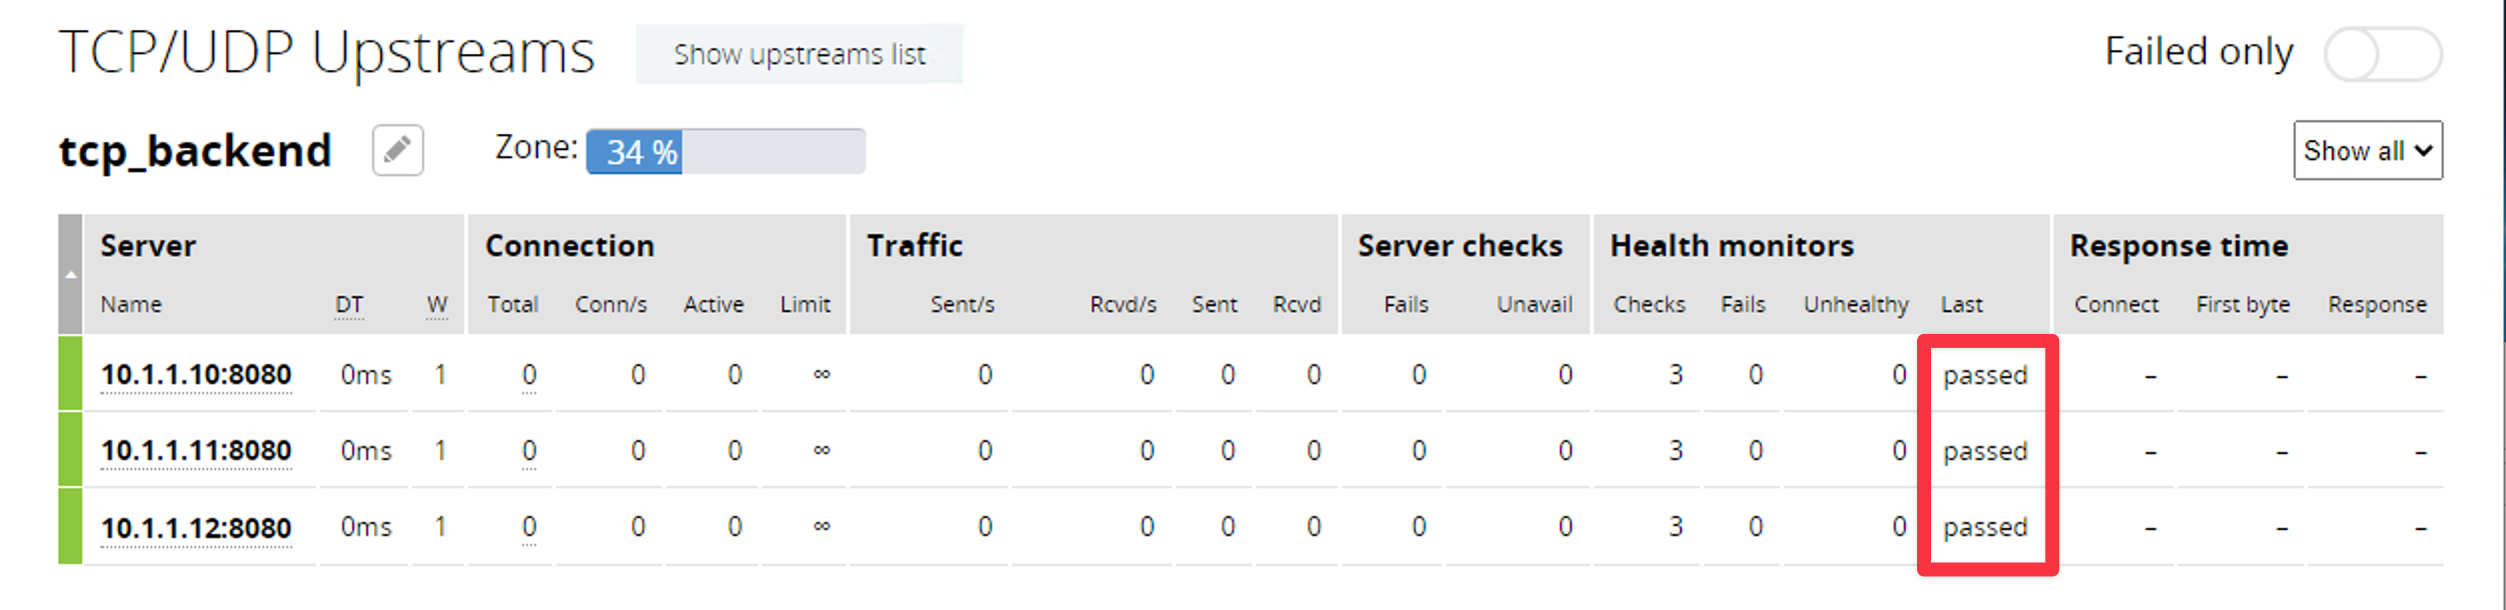 TCP/UDP Upstreams Show upstreams list Failed only
tcp_backend Zone: 34 % Show all
Server Connection Traffic Server checks Health monitors Response time
Name DT W Total Conn/s Active Limit Sent/s Rcvd/s Sent Rcvd Fails Unavail Checks Fails Unhealthy Last Connect First byte Response
10.1.1.10:8080 0ms 1 0 0 0 ∞ 0 0 0 0 0 0 3 0 0 passed – – –
10.1.1.11:8080 0ms 1 0 0 0 ∞ 0 0 0 0 0 0 3 0 0 passed – – –
10.1.1.12:8080 0ms 1 0 0 0 ∞ 0 0 0 0 0 0 3 0 0 passed – – –